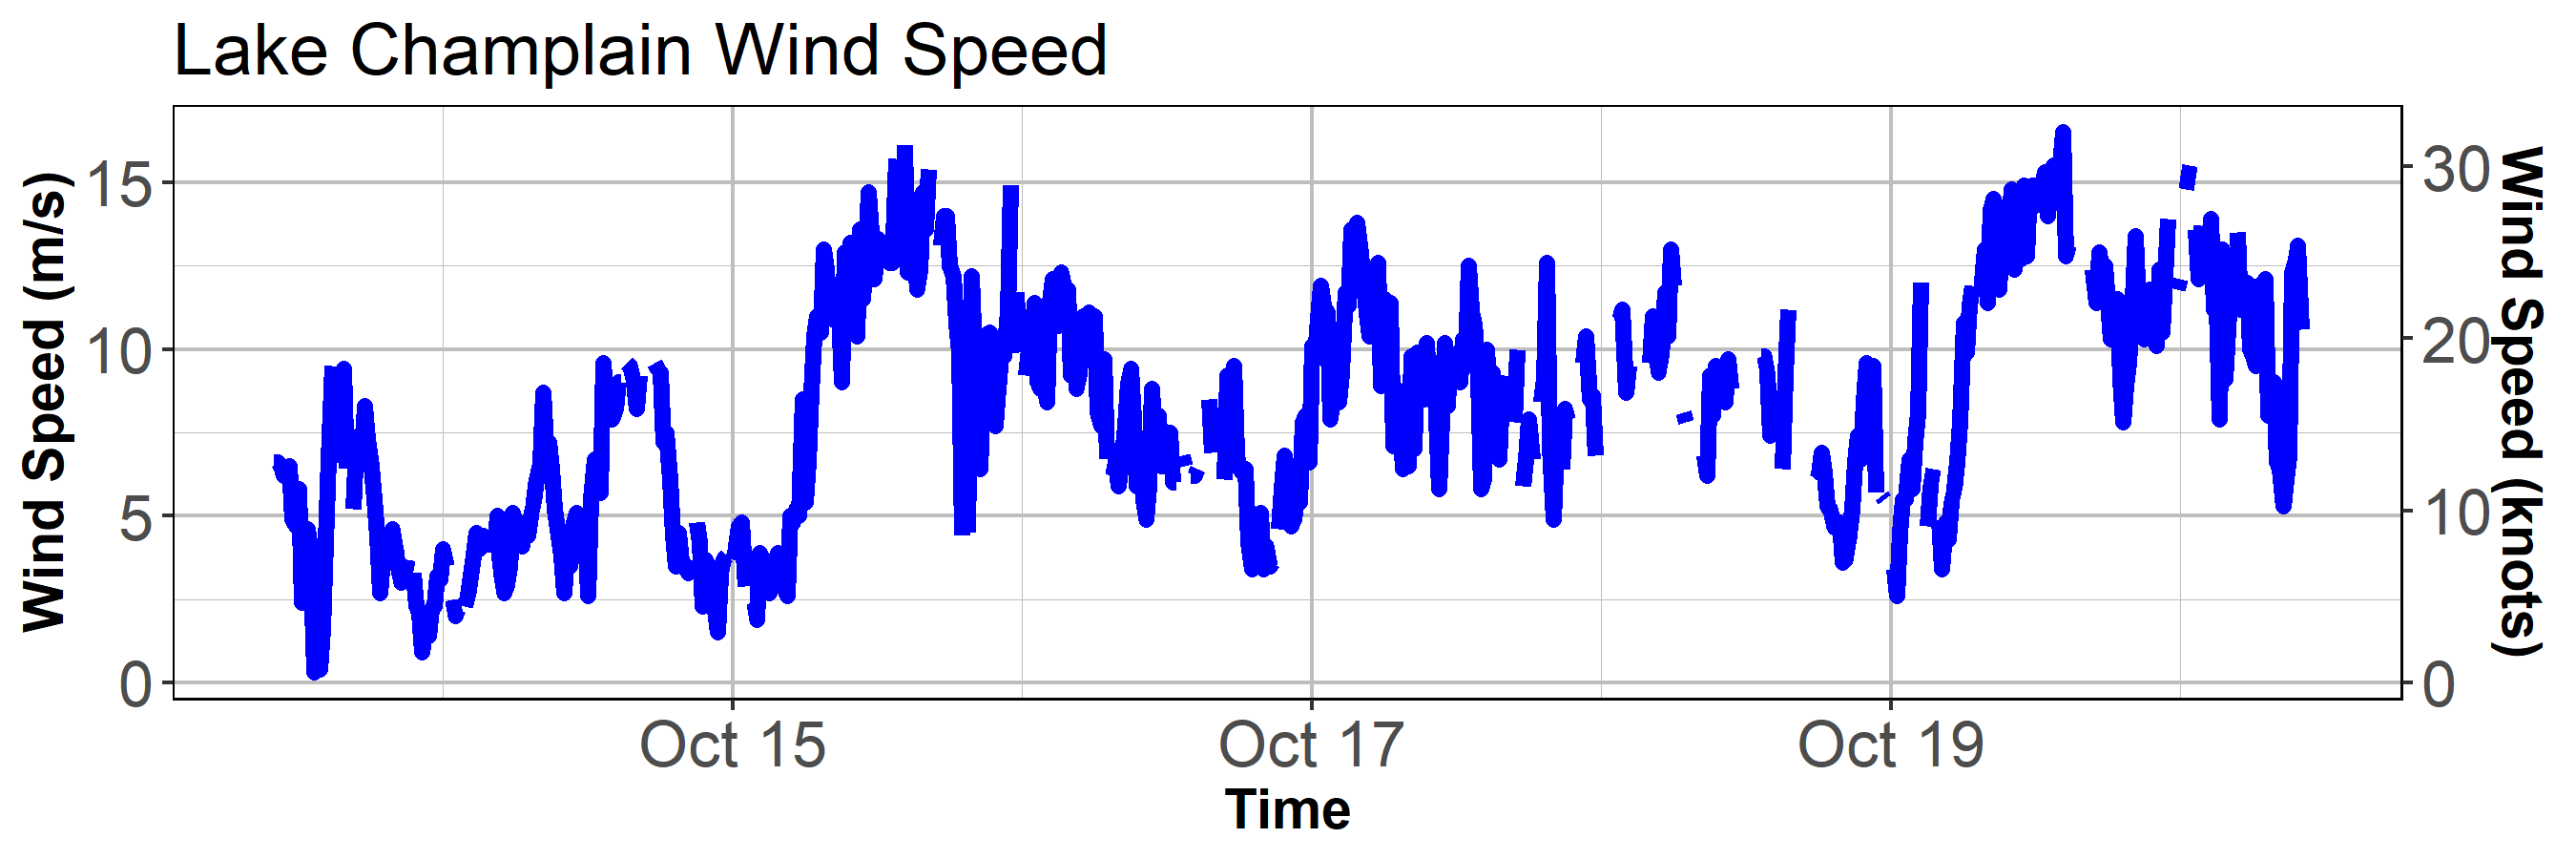 Lake Champlain Wind Speed
Wind Speed (m/s)
15
10
5
0
30
20
10
0
Wind Speed (knots)
Oct 15
Oct 17
Oct 19
Time